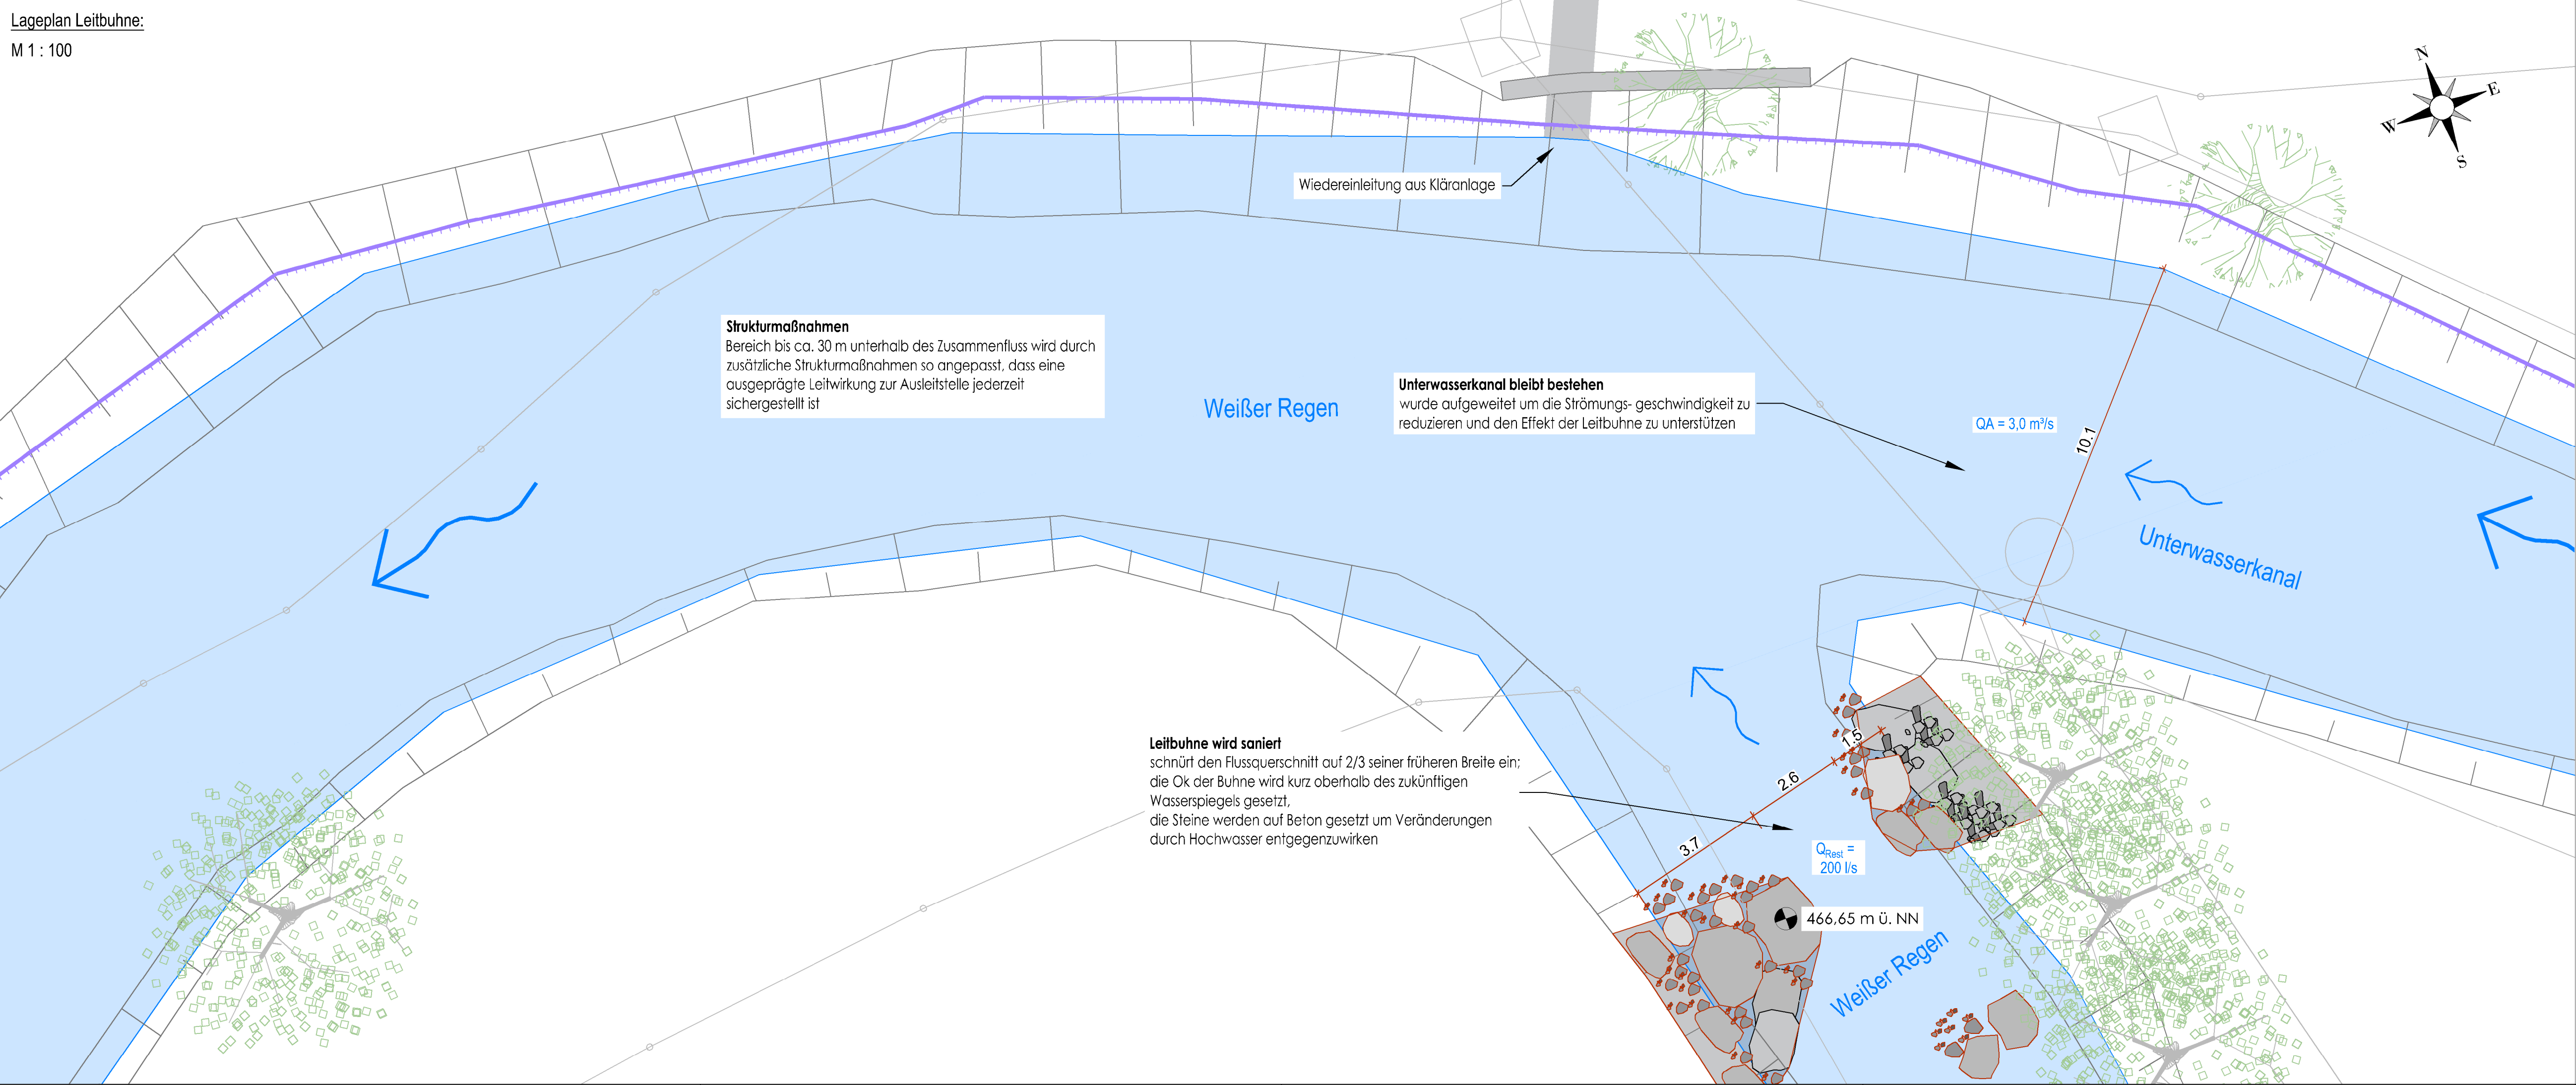 Lageplan Leitbuhne:
M 1 : 100
N
E
W
S
Wiedereinleitung aus Kläranlage
Strukturmaßnahmen
Bereich bis ca. 30 m unterhalb des Zusammenfluss wird durch
zusätzliche Strukturmaßnahmen so angepasst, dass eine
ausgeprägte Leitwirkung zur Ausleitstelle jederzeit
sichergestellt ist
Weißer Regen
Unterwasserkanal bleibt bestehen
wurde aufgeweitet um die Strömungs- geschwindigkeit zu
reduzieren und den Effekt der Leitbuhne zu unterstützen
QA = 3,0 m³/s
10.1
Unterwasserkanal
Leitbuhne wird saniert
schnürt den Flussquerschnitt auf 2/3 seiner früheren Breite ein;
die Ok der Buhne wird kurz oberhalb des zukünftigen
Wasserspiegels gesetzt,
die Steine werden auf Beton gesetzt um Veränderungen
durch Hochwasser entgegenzuwirken
1.5
2.6
3.7
QRest =
200 l/s
466,65 m ü. NN
Weißer Regen